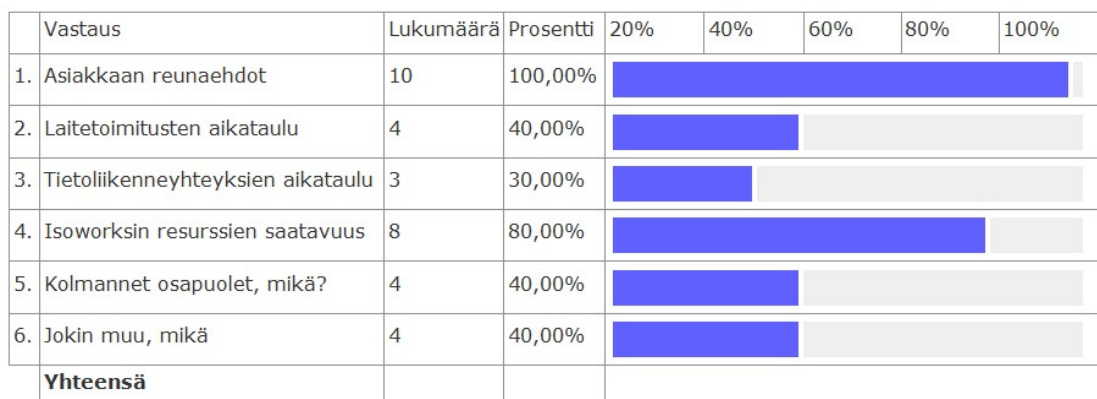 Vastaus Lukumäärä Prosentti 20% 40% 60% 80% 100%
1. Asiakkaan reunaehdot 10 100,00%
2. Laitetoimitusten aikataulu 4 40,00%
3. Tietoliikenneyhteyksien aikataulu 3 30,00%
4. Isoworksin resurssien saatavuus 8 80,00%
5. Kolmannet osapuolet, mikä? 4 40,00%
6. Jokin muu, mikä 4 40,00%
Yhteensä